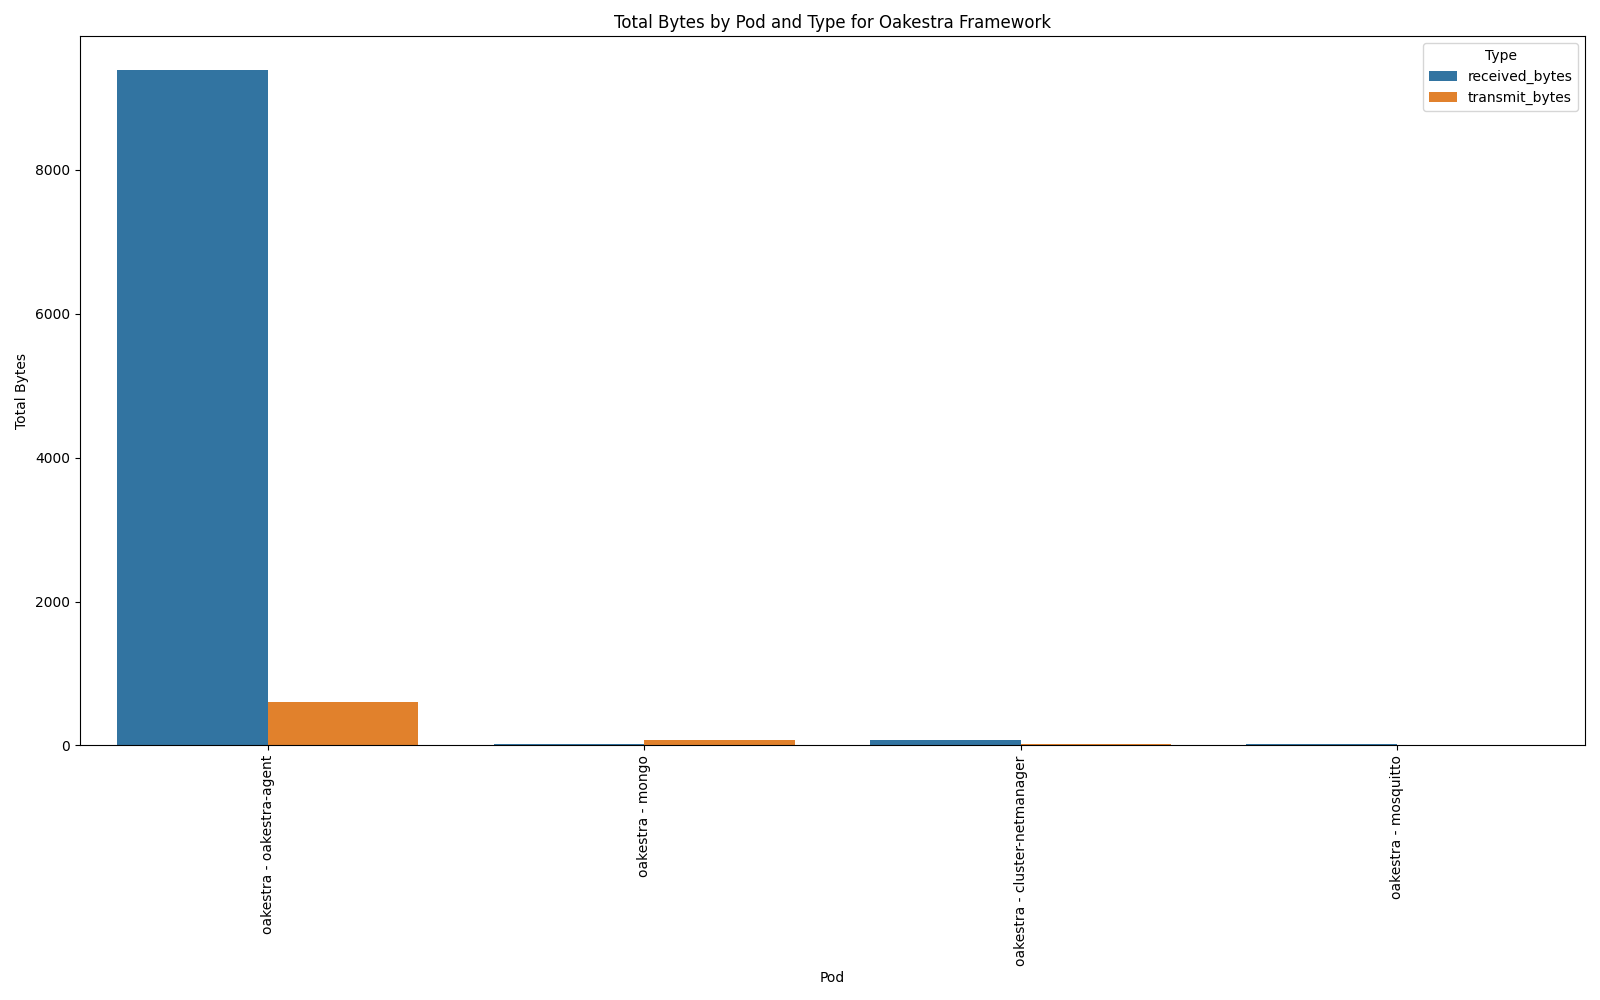 Total Bytes by Pod and Type for Oakestra Framework
Type
received_bytes
transmit_bytes
Total Bytes
8000
6000
4000
2000
0
oakestra - oakestra-agent
oakestra - mongo
oakestra - cluster-netmanager
oakestra - mosquitto
Pod